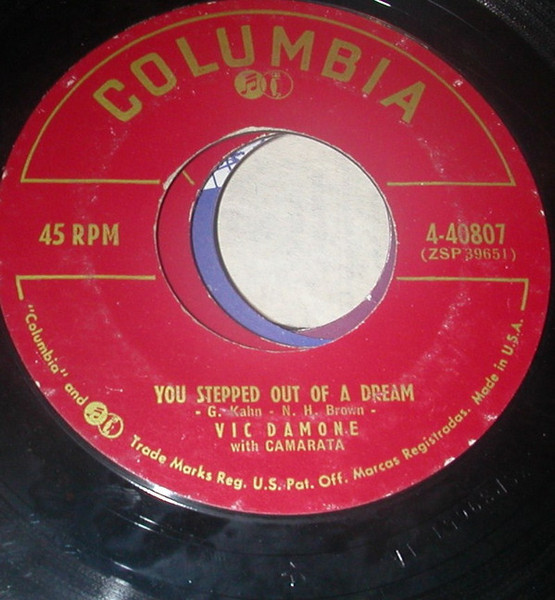 COLUMBIA
45 RPM
4-40807
(ZSP 39651)
YOU STEPPED OUT OF A DREAM
- G. Kahn - N. H. Brown -
VIC DAMONE
with CAMARATA
"Columbia" and Trade Marks Reg. U.S. Pat. Off. Marcas Registradas. Made in U.S.A.